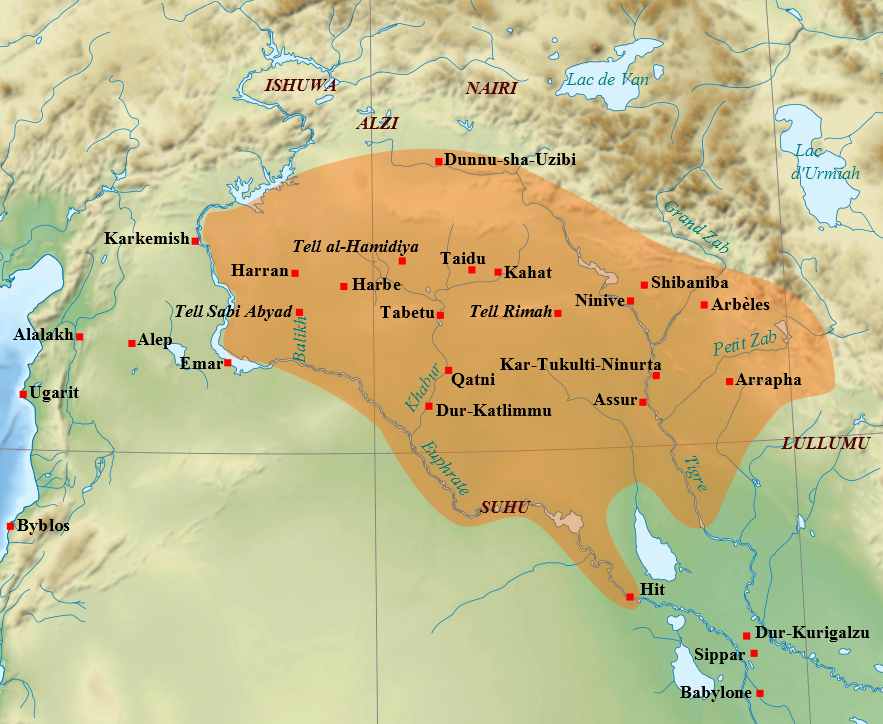 Lac de Van
ISHUWA
NAIRI
ALZI
Lac
d'Urmiah
Dunnu-sha-Uzibi
Grand Zab
Karkemish
Tell al-Hamidiya
Taidu
Harran
Kahat
Harbe
Shibaniba
Ninive
Arbèles
Tell Sabi Abyad
Tabetu
Tell Rimah
Balikh
Alalakh
Alep
Petit Zab
Emar
Kar-Tukulti-Ninurta
Qatni
Arrapha
Khabur
Ugarit
Assur
Dur-Katlimmu
LULLUMU
Euphrate
Tigre
SUHU
Byblos
Hit
Dur-Kurigalzu
Sippar
Babylone